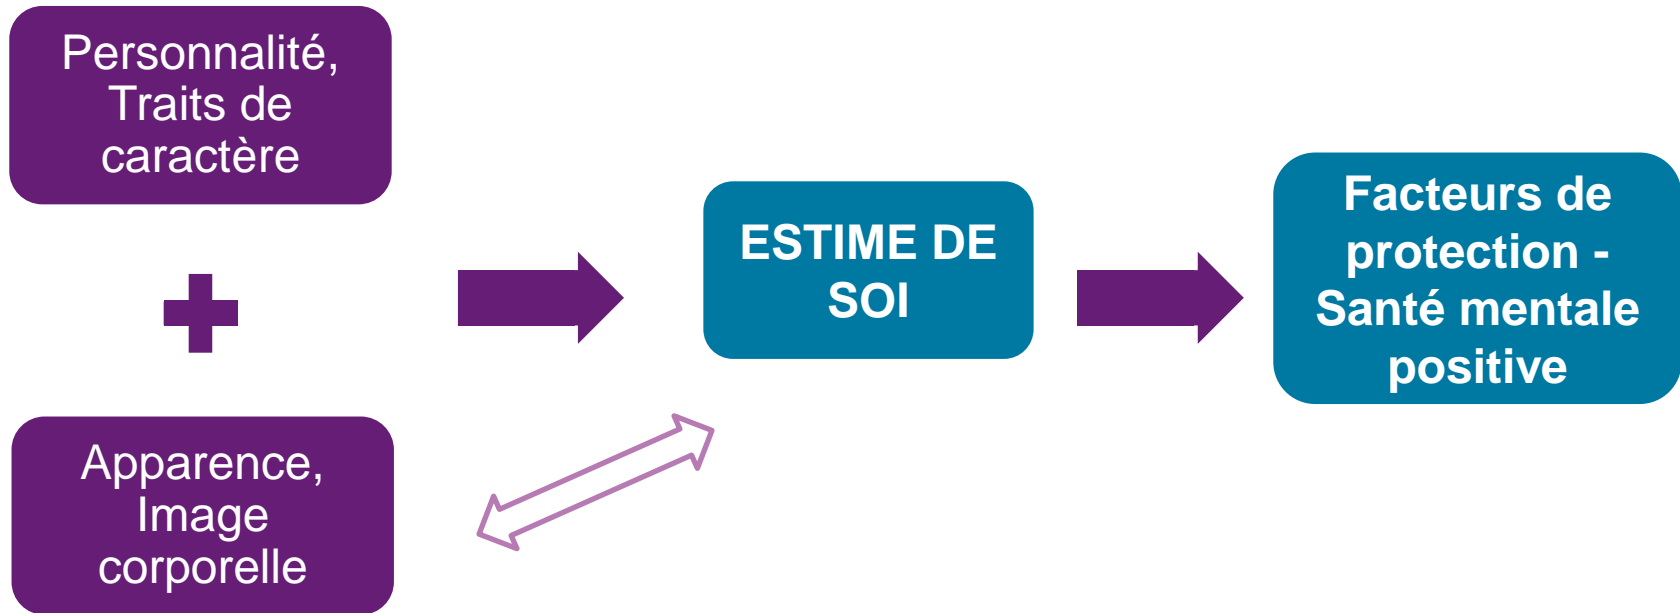 Personnalité,
Traits de
caractère
Apparence,
Image
corporelle
ESTIME DE
SOI
Facteurs de
protection -
Santé mentale
positive